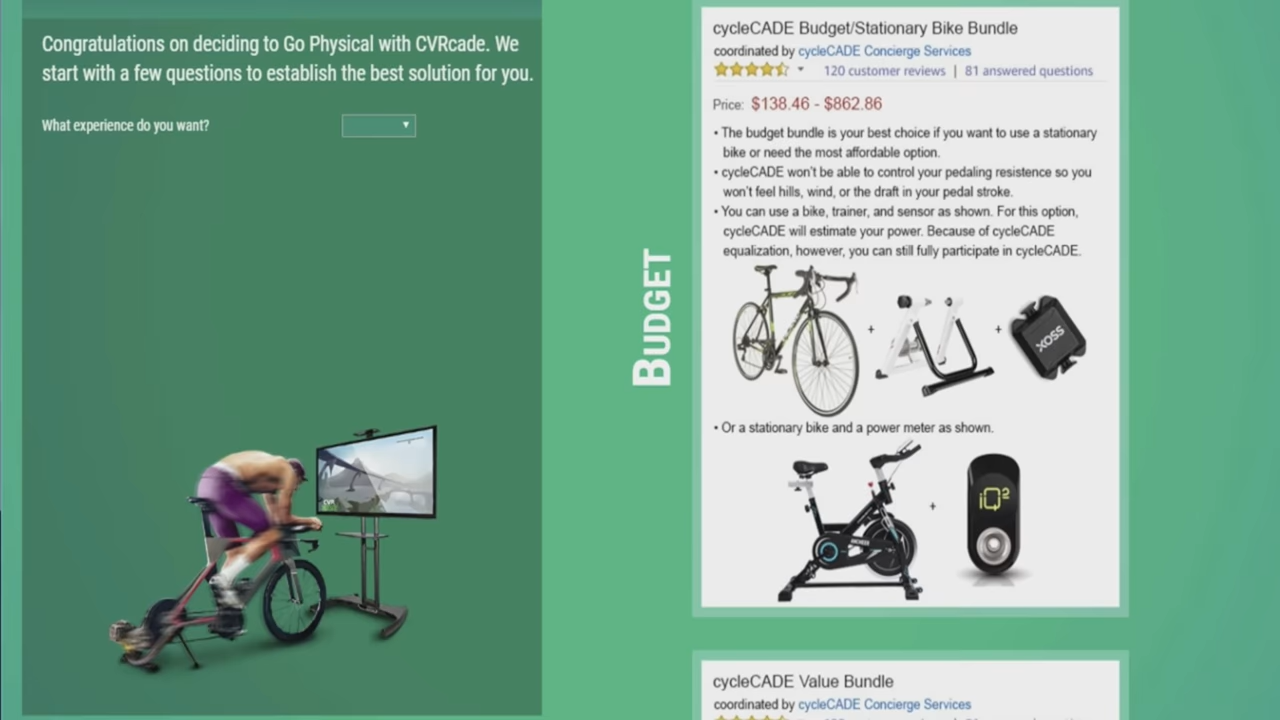 Congratulations on deciding to Go Physical with CVRcade. We
start with a few questions to establish the best solution for you.
What experience do you want?
BUDGET
cycleCADE Budget/Stationary Bike Bundle
coordinated by cycleCADE Concierge Services
120 customer reviews | 81 answered questions
Price: $138.46 - $862.86
• The budget bundle is your best choice if you want to use a stationary
bike or need the most affordable option.
• cycleCADE won't be able to control your pedaling resistence so you
won't feel hills, wind, or the draft in your pedal stroke.
• You can use a bike, trainer, and sensor as shown. For this option,
cycleCADE will estimate your power. Because of cycleCADE
equalization, however, you can still fully participate in cycleCADE.
+ +
XOSS
• Or a stationary bike and a power meter as shown.
+
iQ²
cycleCADE Value Bundle
coordinated by cycleCADE Concierge Services